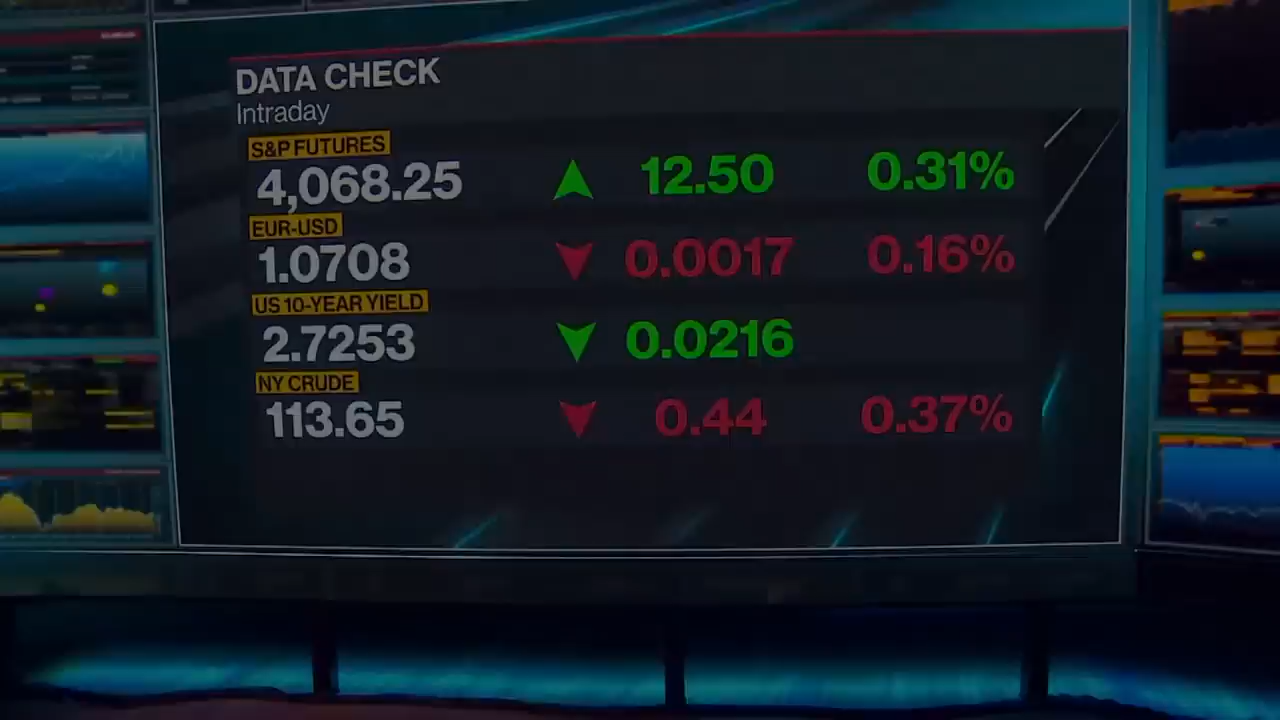 DATA CHECK
Intraday
S&P FUTURES
4,068.25 ▲ 12.50 0.31%
EUR-USD
1.0708 ▼ 0.0017 0.16%
US 10-YEAR YIELD
2.7253 ▼ 0.0216
NY CRUDE
113.65 ▼ 0.44 0.37%